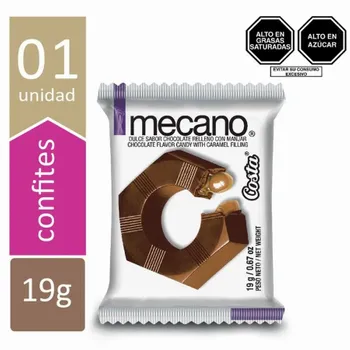 01
unidad
confites
19g
ALTO EN
GRASAS
SATURADAS
ALTO EN
AZÚCAR
EVITAR SU CONSUMO
EXCESIVO
mecano®
DULCE SABOR CHOCOLATE RELLENO CON MANJAR
CHOCOLATE FLAVOR CANDY WITH CARAMEL FILLING
Costa®
19 g / 0.67 oz
PESO NETO / NET WEIGHT